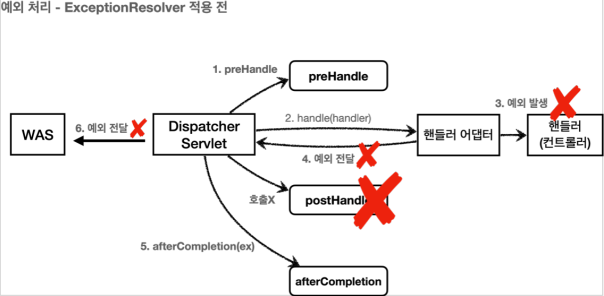 예외 처리 - ExceptionResolver 적용 전
1. preHandle
preHandle
3. 예외 발생
WAS
6. 예외 전달
Dispatcher
Servlet
2. handle(handler)
핸들러 어댑터
핸들러
(컨트롤러)
4. 예외 전달
호출X
postHandle
5. afterCompletion(ex)
afterCompletion